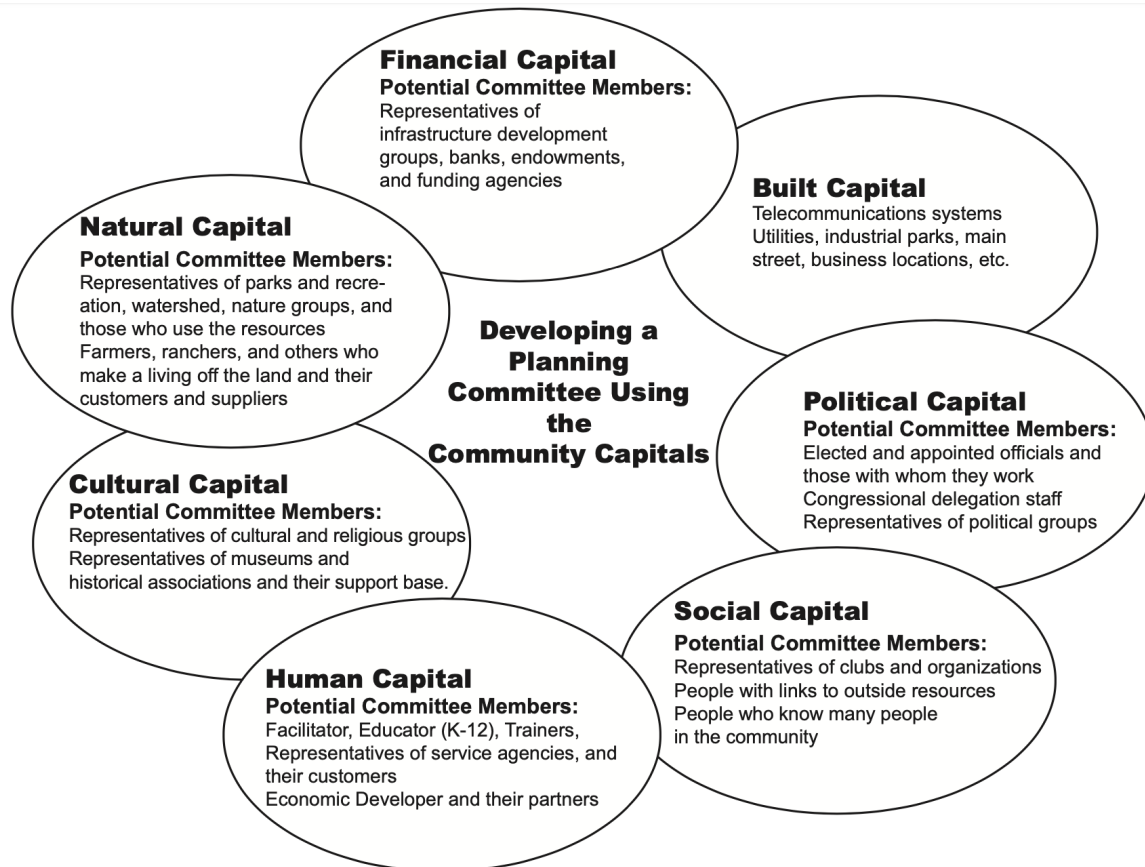 Financial Capital
Potential Committee Members:
Representatives of
infrastructure development
groups, banks, endowments,
and funding agencies
Built Capital
Telecommunications systems
Utilities, industrial parks, main
street, business locations, etc.
Natural Capital
Potential Committee Members:
Representatives of parks and recre-
ation, watershed, nature groups, and
those who use the resources
Farmers, ranchers, and others who
make a living off the land and their
customers and suppliers
Developing a
Planning
Committee Using
the
Community Capitals
Political Capital
Potential Committee Members:
Elected and appointed officials and
those with whom they work
Congressional delegation staff
Representatives of political groups
Cultural Capital
Potential Committee Members:
Representatives of cultural and religious groups
Representatives of museums and
historical associations and their support base.
Social Capital
Potential Committee Members:
Representatives of clubs and organizations
People with links to outside resources
People who know many people
in the community
Human Capital
Potential Committee Members:
Facilitator, Educator (K-12), Trainers,
Representatives of service agencies, and
their customers
Economic Developer and their partners